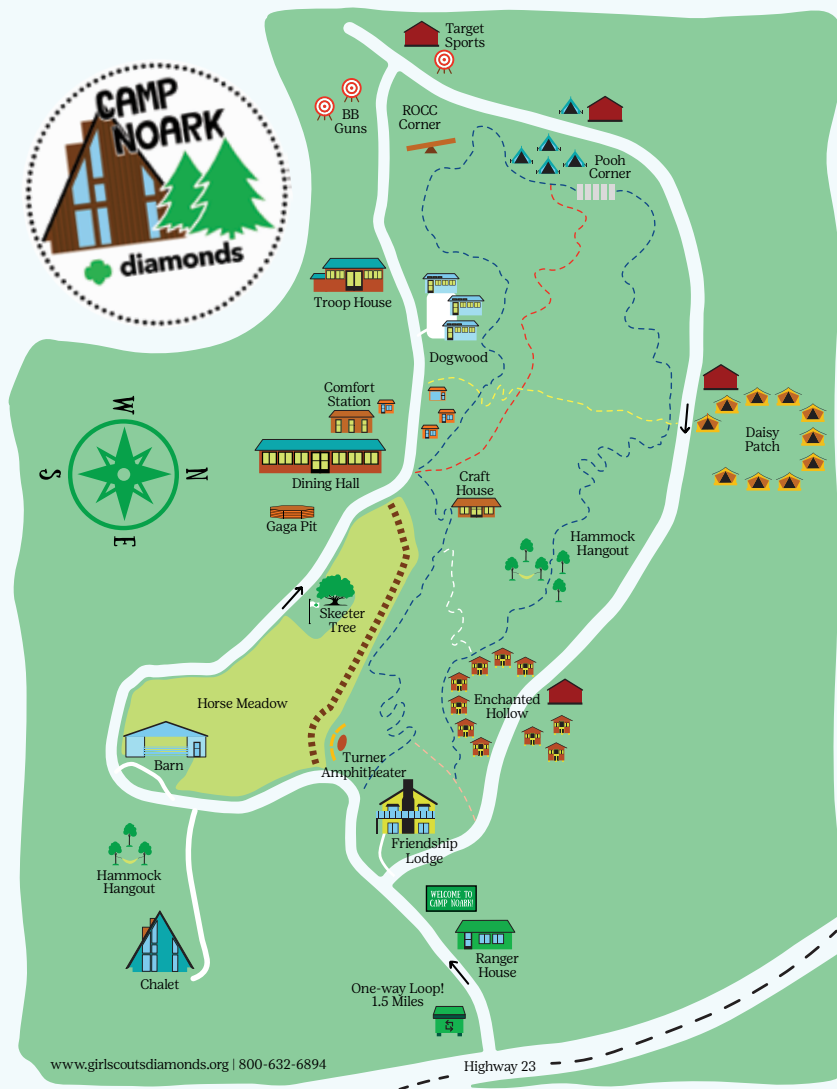 CAMP
NOARK
diamonds
Target
Sports
BB
Guns
ROCC
Corner
Pooh
Corner
Troop House
Dogwood
Comfort
Station
Dining Hall
Gaga Pit
Craft
House
Daisy
Patch
W
S
N
E
Hammock
Hangout
Skeeter
Tree
Horse Meadow
Enchanted
Hollow
Barn
Turner
Amphitheater
Friendship
Lodge
Hammock
Hangout
WELCOME TO
CAMP NOARK!
Chalet
Ranger
House
One-way Loop!
1.5 Miles
www.girlscoutsdiamonds.org | 800-632-6894
Highway 23